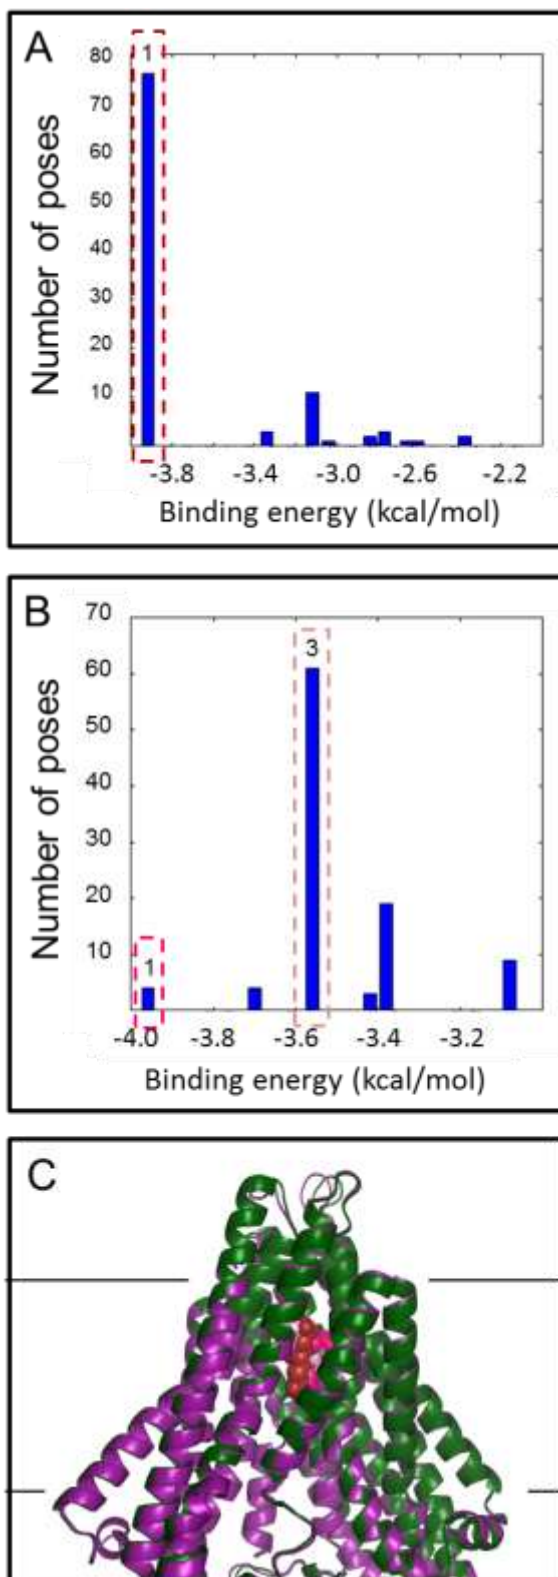 A
1
80
70
60
50
40
30
20
10
Number of poses
-3.8 -3.4 -3.0 -2.6 -2.2
Binding energy (kcal/mol)
B
70
60
50
40
30
20
10
3
1
Number of poses
-4.0 -3.8 -3.6 -3.4 -3.2
Binding energy (kcal/mol)
C